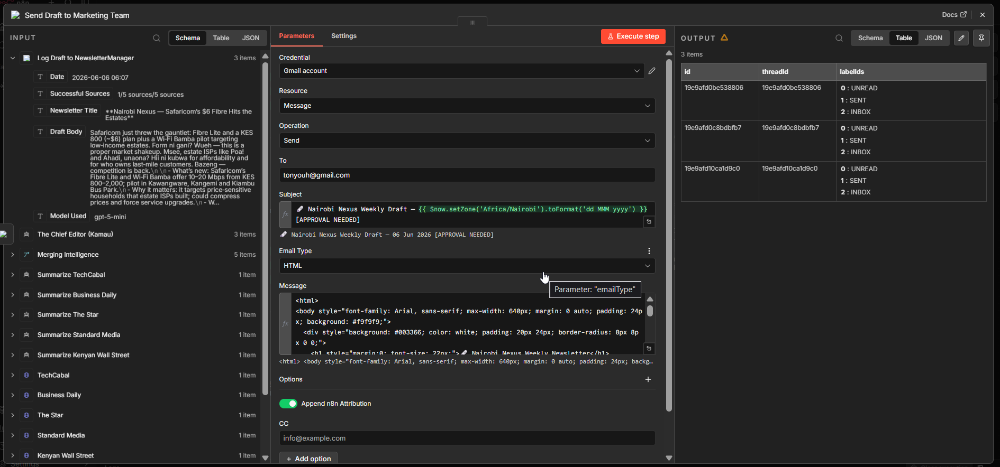 n8n
Send Draft to Marketing Team
Docs
INPUT
Schema
Table
JSON
Parameters
Settings
Execute step
OUTPUT
Schema
Table
JSON
Log Draft to NewsletterManager
3 items
T Date
2026-06-06 06:07
T Successful Sources
1/5 sources/5 sources
T Newsletter Title
**Nairobi Nexus — Safaricom’s $6 Fibre Hits the
Estates**
T Draft Body
Safaricom just threw the gauntlet: Fibre Lite and a KES
800 (~$6) plan plus a Wi-Fi Bamba pilot targeting
low-income estates. Form ni gani? Wueh — this is a
proper market shakeup. Msee, estate ISPs like Poa!
and Ahadi, unaona? Hii ni kubwa for affordability and
for who owns last-mile customers. Bazeng —
competition is back.\n \n - What’s new: Safaricom’s
Fibre Lite and Wi-Fi Bamba offer 10–20 Mbps from KES
800–2,000; pilot in Kawangware, Kangemi and Kiambu
Bus Park.\n - Why it matters: it targets price-sensitive
households that estate ISPs built; could compress
prices and force service upgrades.\n - W...
T Model Used
gpt-5-mini
The Chief Editor (Kamau)
3 items
Merging Intelligence
5 items
Summarize TechCabal
1 item
Summarize Business Daily
1 item
Summarize The Star
1 item
Summarize Standard Media
1 item
Summarize Kenyan Wall Street
1 item
TechCabal
1 item
Business Daily
1 item
The Star
1 item
Standard Media
1 item
Kenyan Wall Street
1 item
Credential
Gmail account
Resource
Message
Operation
Send
To
tonyouh@gmail.com
Subject
fx
🗞 Nairobi Nexus Weekly Draft — {{ $now.setZone('Africa/Nairobi').toFormat('dd MMM yyyy') }}
[APPROVAL NEEDED]
🗞 Nairobi Nexus Weekly Draft — 06 Jun 2026 [APPROVAL NEEDED]
Email Type
HTML
Parameter: "emailType"
Message
fx
<html>
<body style="font-family: Arial, sans-serif; max-width: 640px; margin: 0 auto; padding: 24p
x; background: #f9f9f9;">
<div style="background: #003366; color: white; padding: 20px 24px; border-radius: 8px 8p
x 0 0;">
<h1 style="margin:0; font-size: 22px;">🗞 Nairobi Nexus Weekly Newsletter</h1>
<html> <body style="font-family: Arial, sans-serif; max-width: 640px; margin: 0 auto; padding: 24px; backg…
Options
Append n8n Attribution
CC
info@example.com
+ Add option
3 items
id
threadId
labelIds
19e9afd0be538806
19e9afd0be538806
0 : UNREAD
1 : SENT
2 : INBOX
19e9afd0c8bdbfb7
19e9afd0c8bdbfb7
0 : UNREAD
1 : SENT
2 : INBOX
19e9afd10ca1d9c0
19e9afd10ca1d9c0
0 : UNREAD
1 : SENT
2 : INBOX
Settings